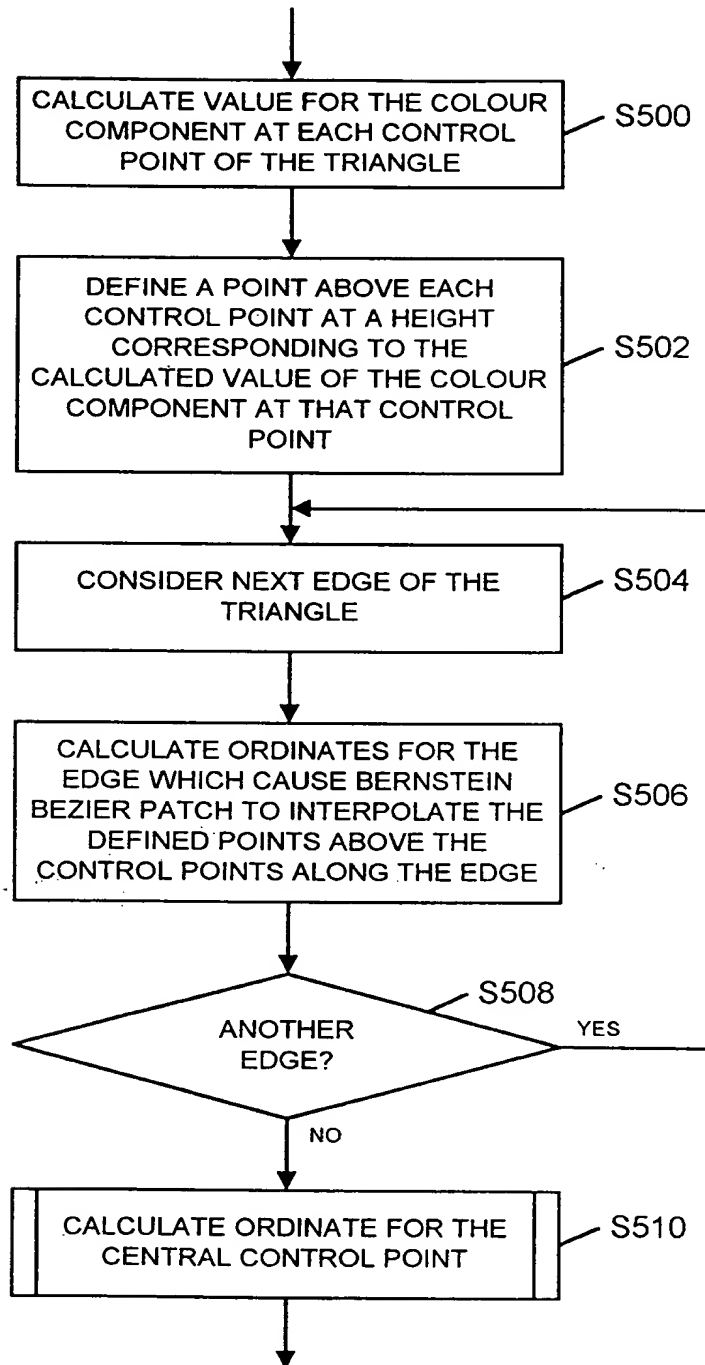 CALCULATE VALUE FOR THE COLOUR
COMPONENT AT EACH CONTROL
POINT OF THE TRIANGLE
S500
DEFINE A POINT ABOVE EACH
CONTROL POINT AT A HEIGHT
CORRESPONDING TO THE
CALCULATED VALUE OF THE COLOUR
COMPONENT AT THAT CONTROL
POINT
S502
CONSIDER NEXT EDGE OF THE
TRIANGLE
S504
CALCULATE ORDINATES FOR THE
EDGE WHICH CAUSE BERNSTEIN
BEZIER PATCH TO INTERPOLATE THE
DEFINED POINTS ABOVE THE
CONTROL POINTS ALONG THE EDGE
S506
ANOTHER
EDGE?
S508
YES
NO
CALCULATE ORDINATE FOR THE
CENTRAL CONTROL POINT
S510